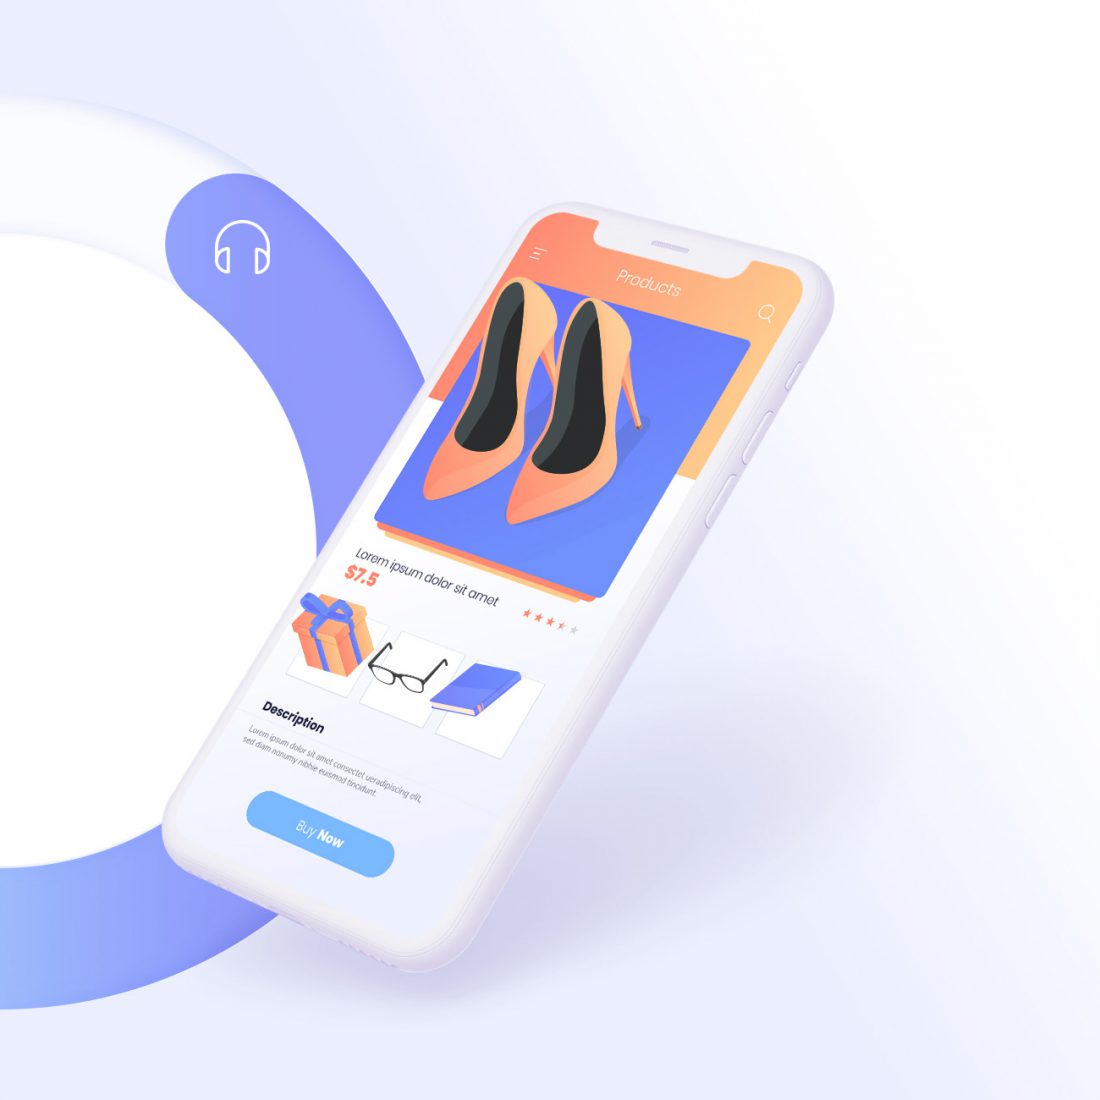 Products
Lorem ipsum dolor sit amet
$7.5
Description
Lorem ipsum dolor sit amet consectet ueradipiscing elit,
sed diam nonumy nibhie euismod tincidunt.
Buy Now